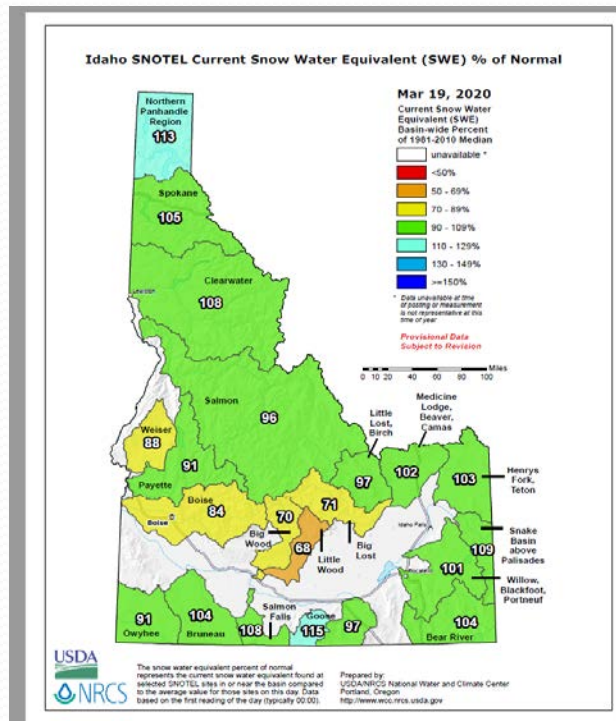 Idaho SNOTEL Current Snow Water Equivalent (SWE) % of Normal
Mar 19, 2020
Current Snow Water
Equivalent (SWE)
Basin-wide Percent
of 1981-2010 Median
unavailable *
<50%
50 - 69%
70 - 89%
90 - 109%
110 - 129%
130 - 149%
>=150%
* Data unavailable at time
of posting or measurement
is not representative at this
time of year
Provisional Data
Subject to Revision
Miles
0 10 20 40 60 80 100
Northern
Panhandle
Region
113
Spokane
105
Clearwater
108
Lewiston
Salmon
96
Weiser
88
91
Payette
Boise
84
Boise
Big
Wood
70
68
Little
Wood
71
Big
Lost
Little
Lost,
Birch
97
Medicine
Lodge,
Beaver,
Camas
102
103
Henrys
Fork,
Teton
Idaho Falls
Snake
Basin
above
Palisades
109
101
Willow,
Blackfoot,
Portneuf
Pocatello
91
Owyhee
104
Bruneau
Salmon
Falls
108
Goose
115
97
104
Bear River
USDA
NRCS
The snow water equivalent percent of normal
represents the current snow water equivalent found at
selected SNOTEL sites in or near the basin compared
to the average value for those sites on this day. Data
based on the first reading of the day (typically 00:00).
Prepared by:
USDA/NRCS National Water and Climate Center
Portland, Oregon
http://www.wcc.nrcs.usda.gov